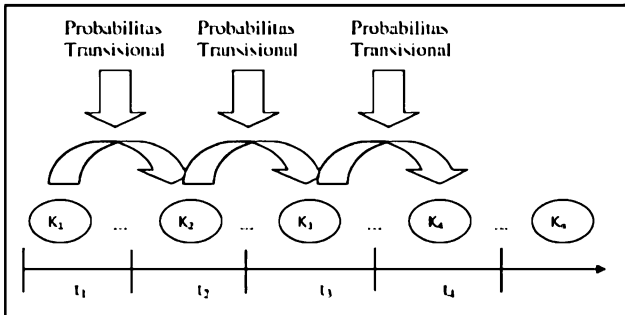 Probabilitas Probabilitas Probabilitas
Transisional Transisional Transisional
K₁ ... K₂ ... K₃ ... K₄ ... Kₙ
t₁ t₂ t₃ t₄